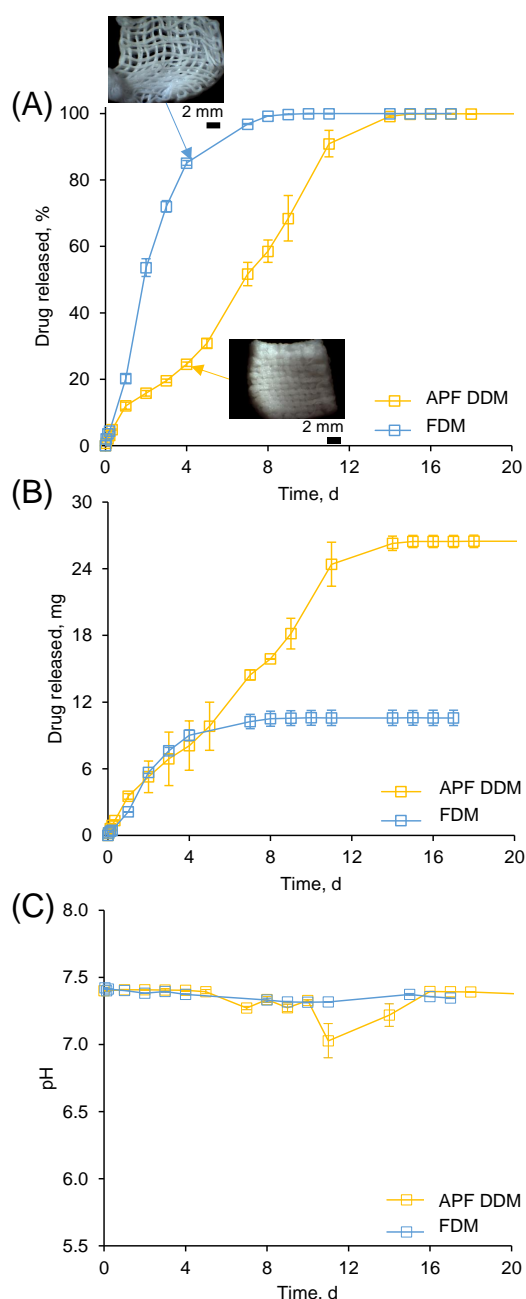 (A)
2 mm
100
80
60
40
20
0
Drug released, %
2 mm
APF DDM
FDM
0 4 8 12 16 20
Time, d
(B)
30
24
18
12
6
0
Drug released, mg
APF DDM
FDM
0 4 8 12 16 20
Time, d
(C)
8.0
7.5
7.0
6.5
6.0
5.5
pH
APF DDM
FDM
0 4 8 12 16 20
Time, d